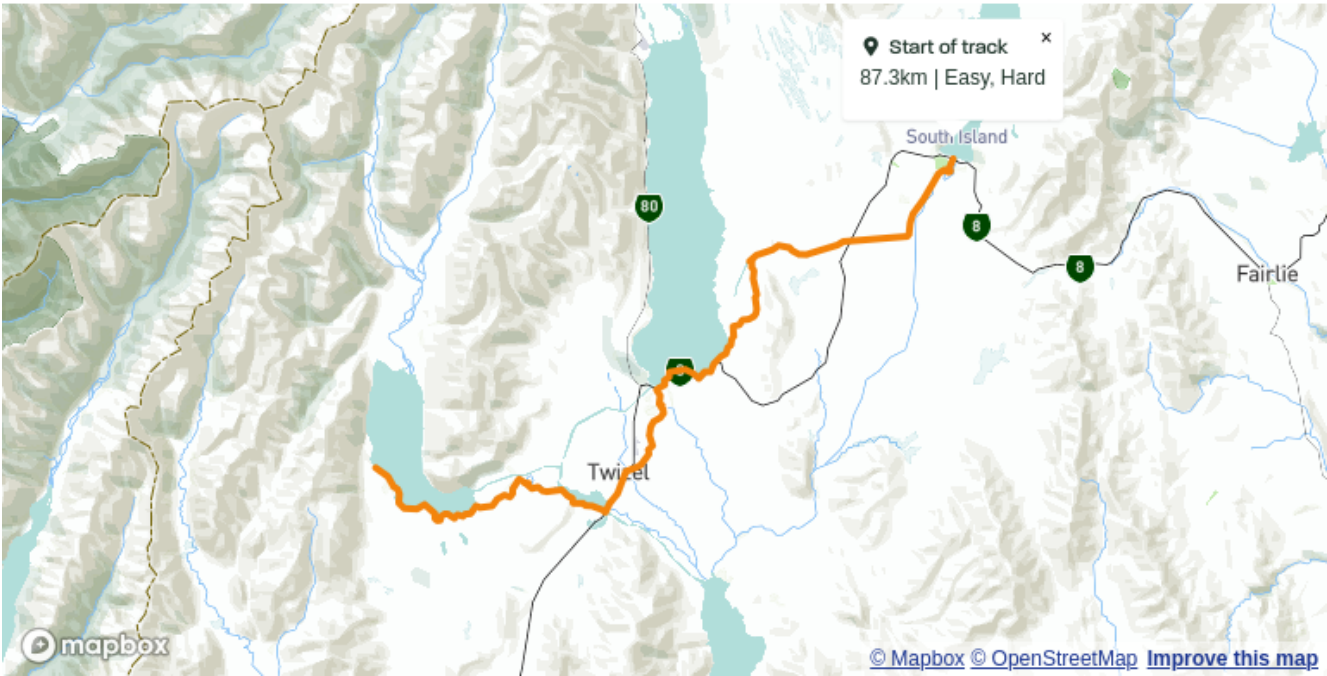 Start of track
×
87.3km | Easy, Hard
South Island
80
8
8
Fairlie
Twizel
mapbox
© Mapbox © OpenStreetMap Improve this map